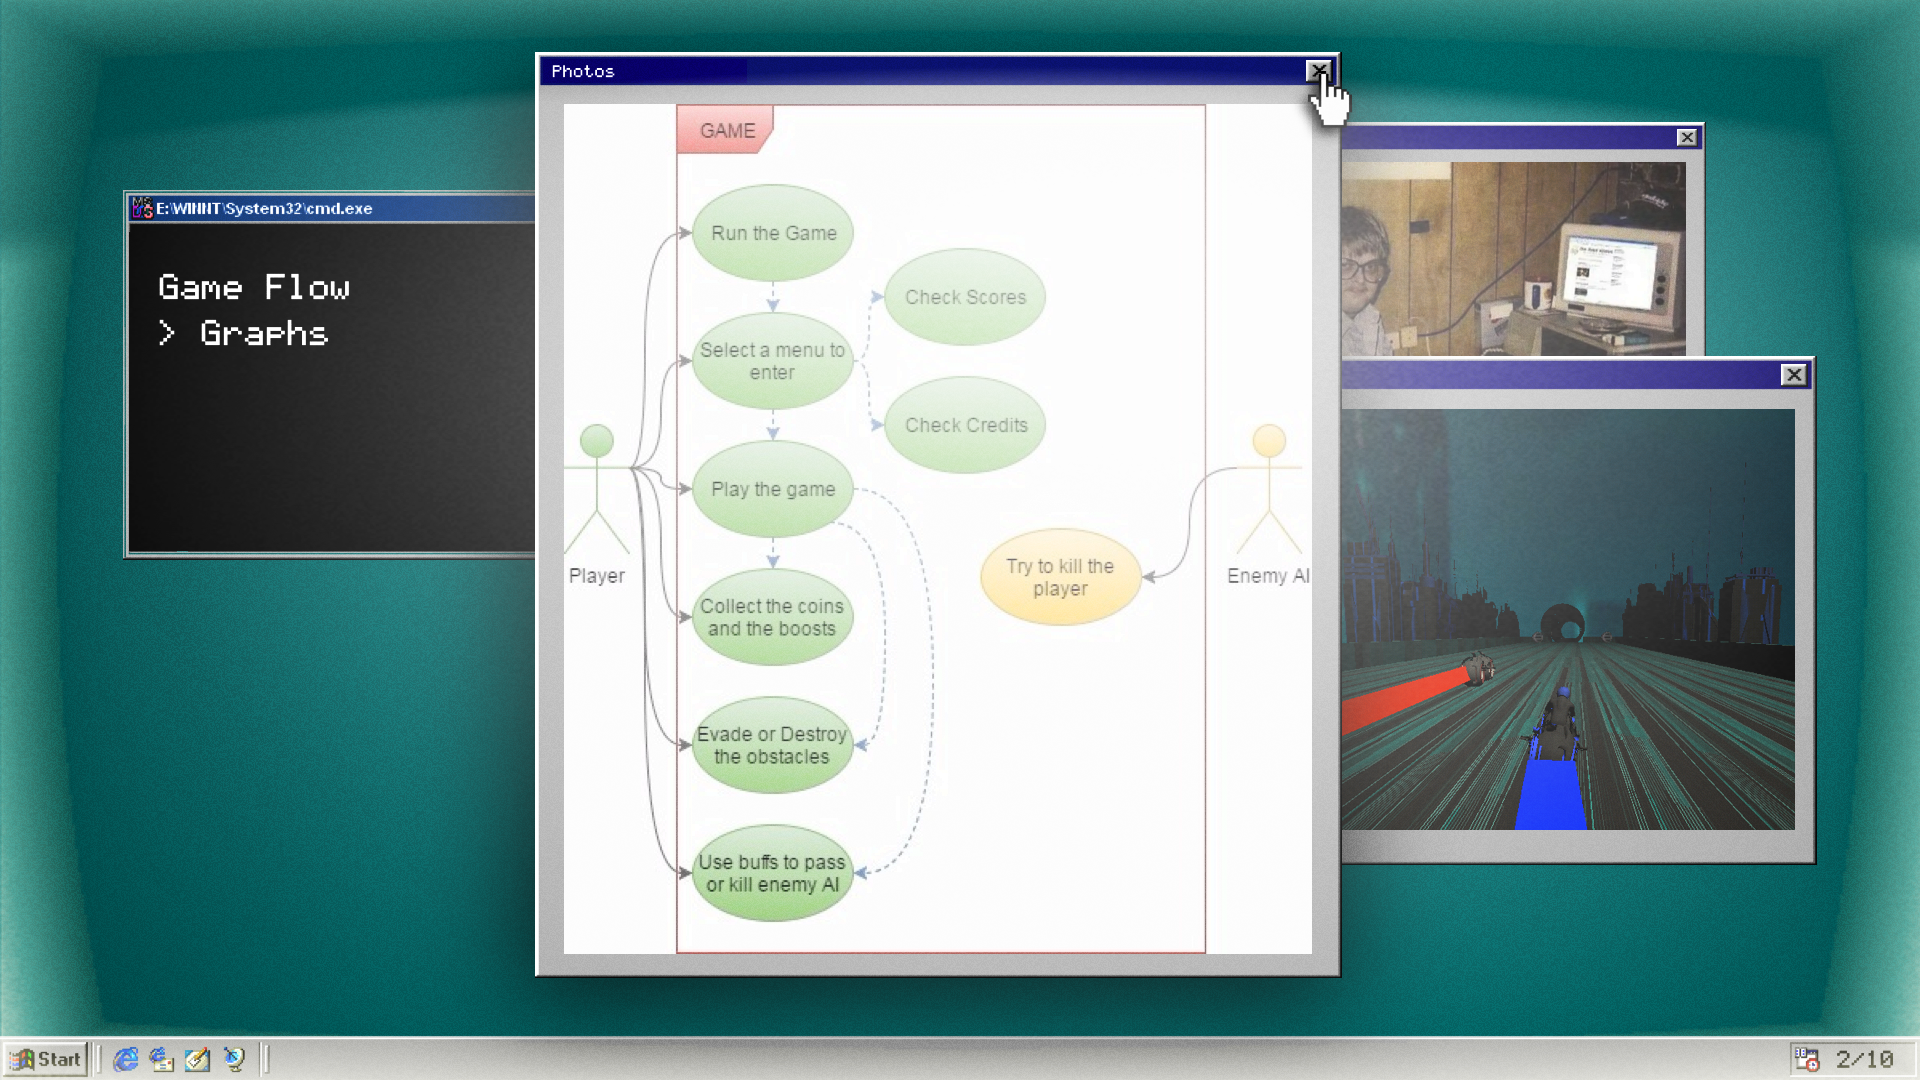 Photos
E:\WINNT\System32\cmd.exe
Game Flow
> Graphs
GAME
Run the Game
Check Scores
Select a menu to
enter
Check Credits
Play the game
Try to kill the
player
Player
Enemy AI
Collect the coins
and the boosts
Evade or Destroy
the obstacles
Use buffs to pass
or kill enemy AI
Start
2/10